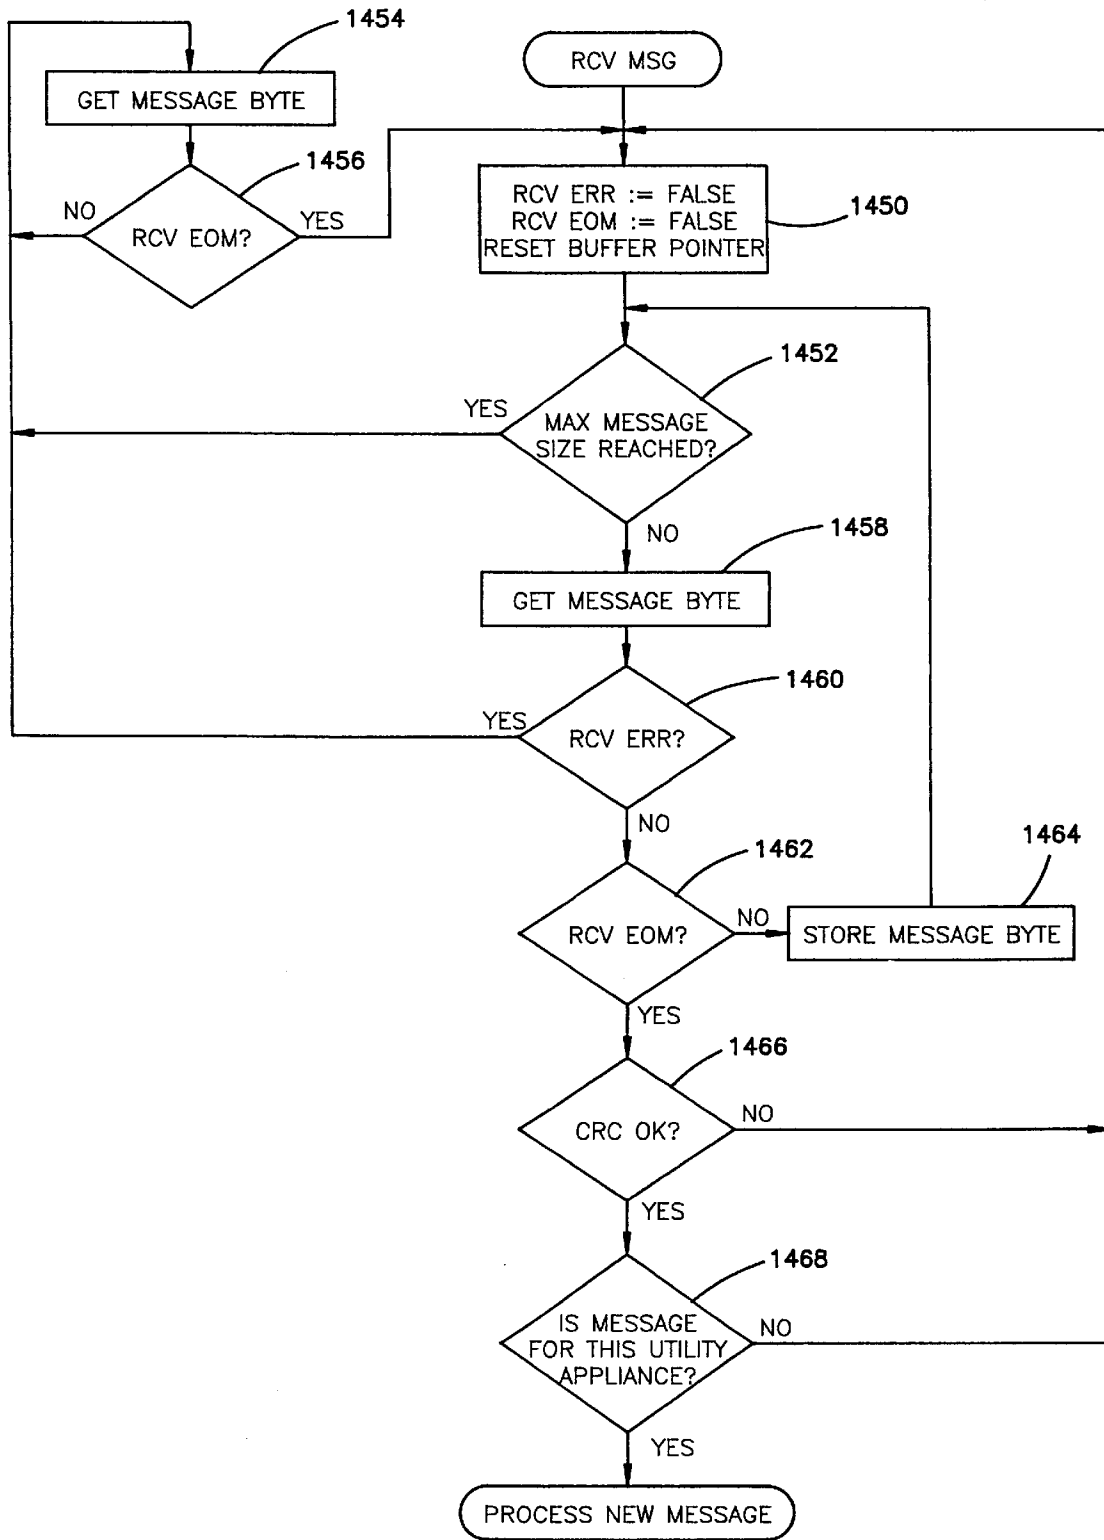 1454
RCV MSG
GET MESSAGE BYTE
1456
NO
RCV EOM?
YES
RCV ERR := FALSE
RCV EOM := FALSE
RESET BUFFER POINTER
1450
1452
YES
MAX MESSAGE
SIZE REACHED?
NO
1458
GET MESSAGE BYTE
1460
YES
RCV ERR?
NO
1462
1464
RCV EOM?
NO
STORE MESSAGE BYTE
YES
1466
CRC OK?
NO
YES
1468
IS MESSAGE
FOR THIS UTILITY
APPLIANCE?
NO
YES
PROCESS NEW MESSAGE